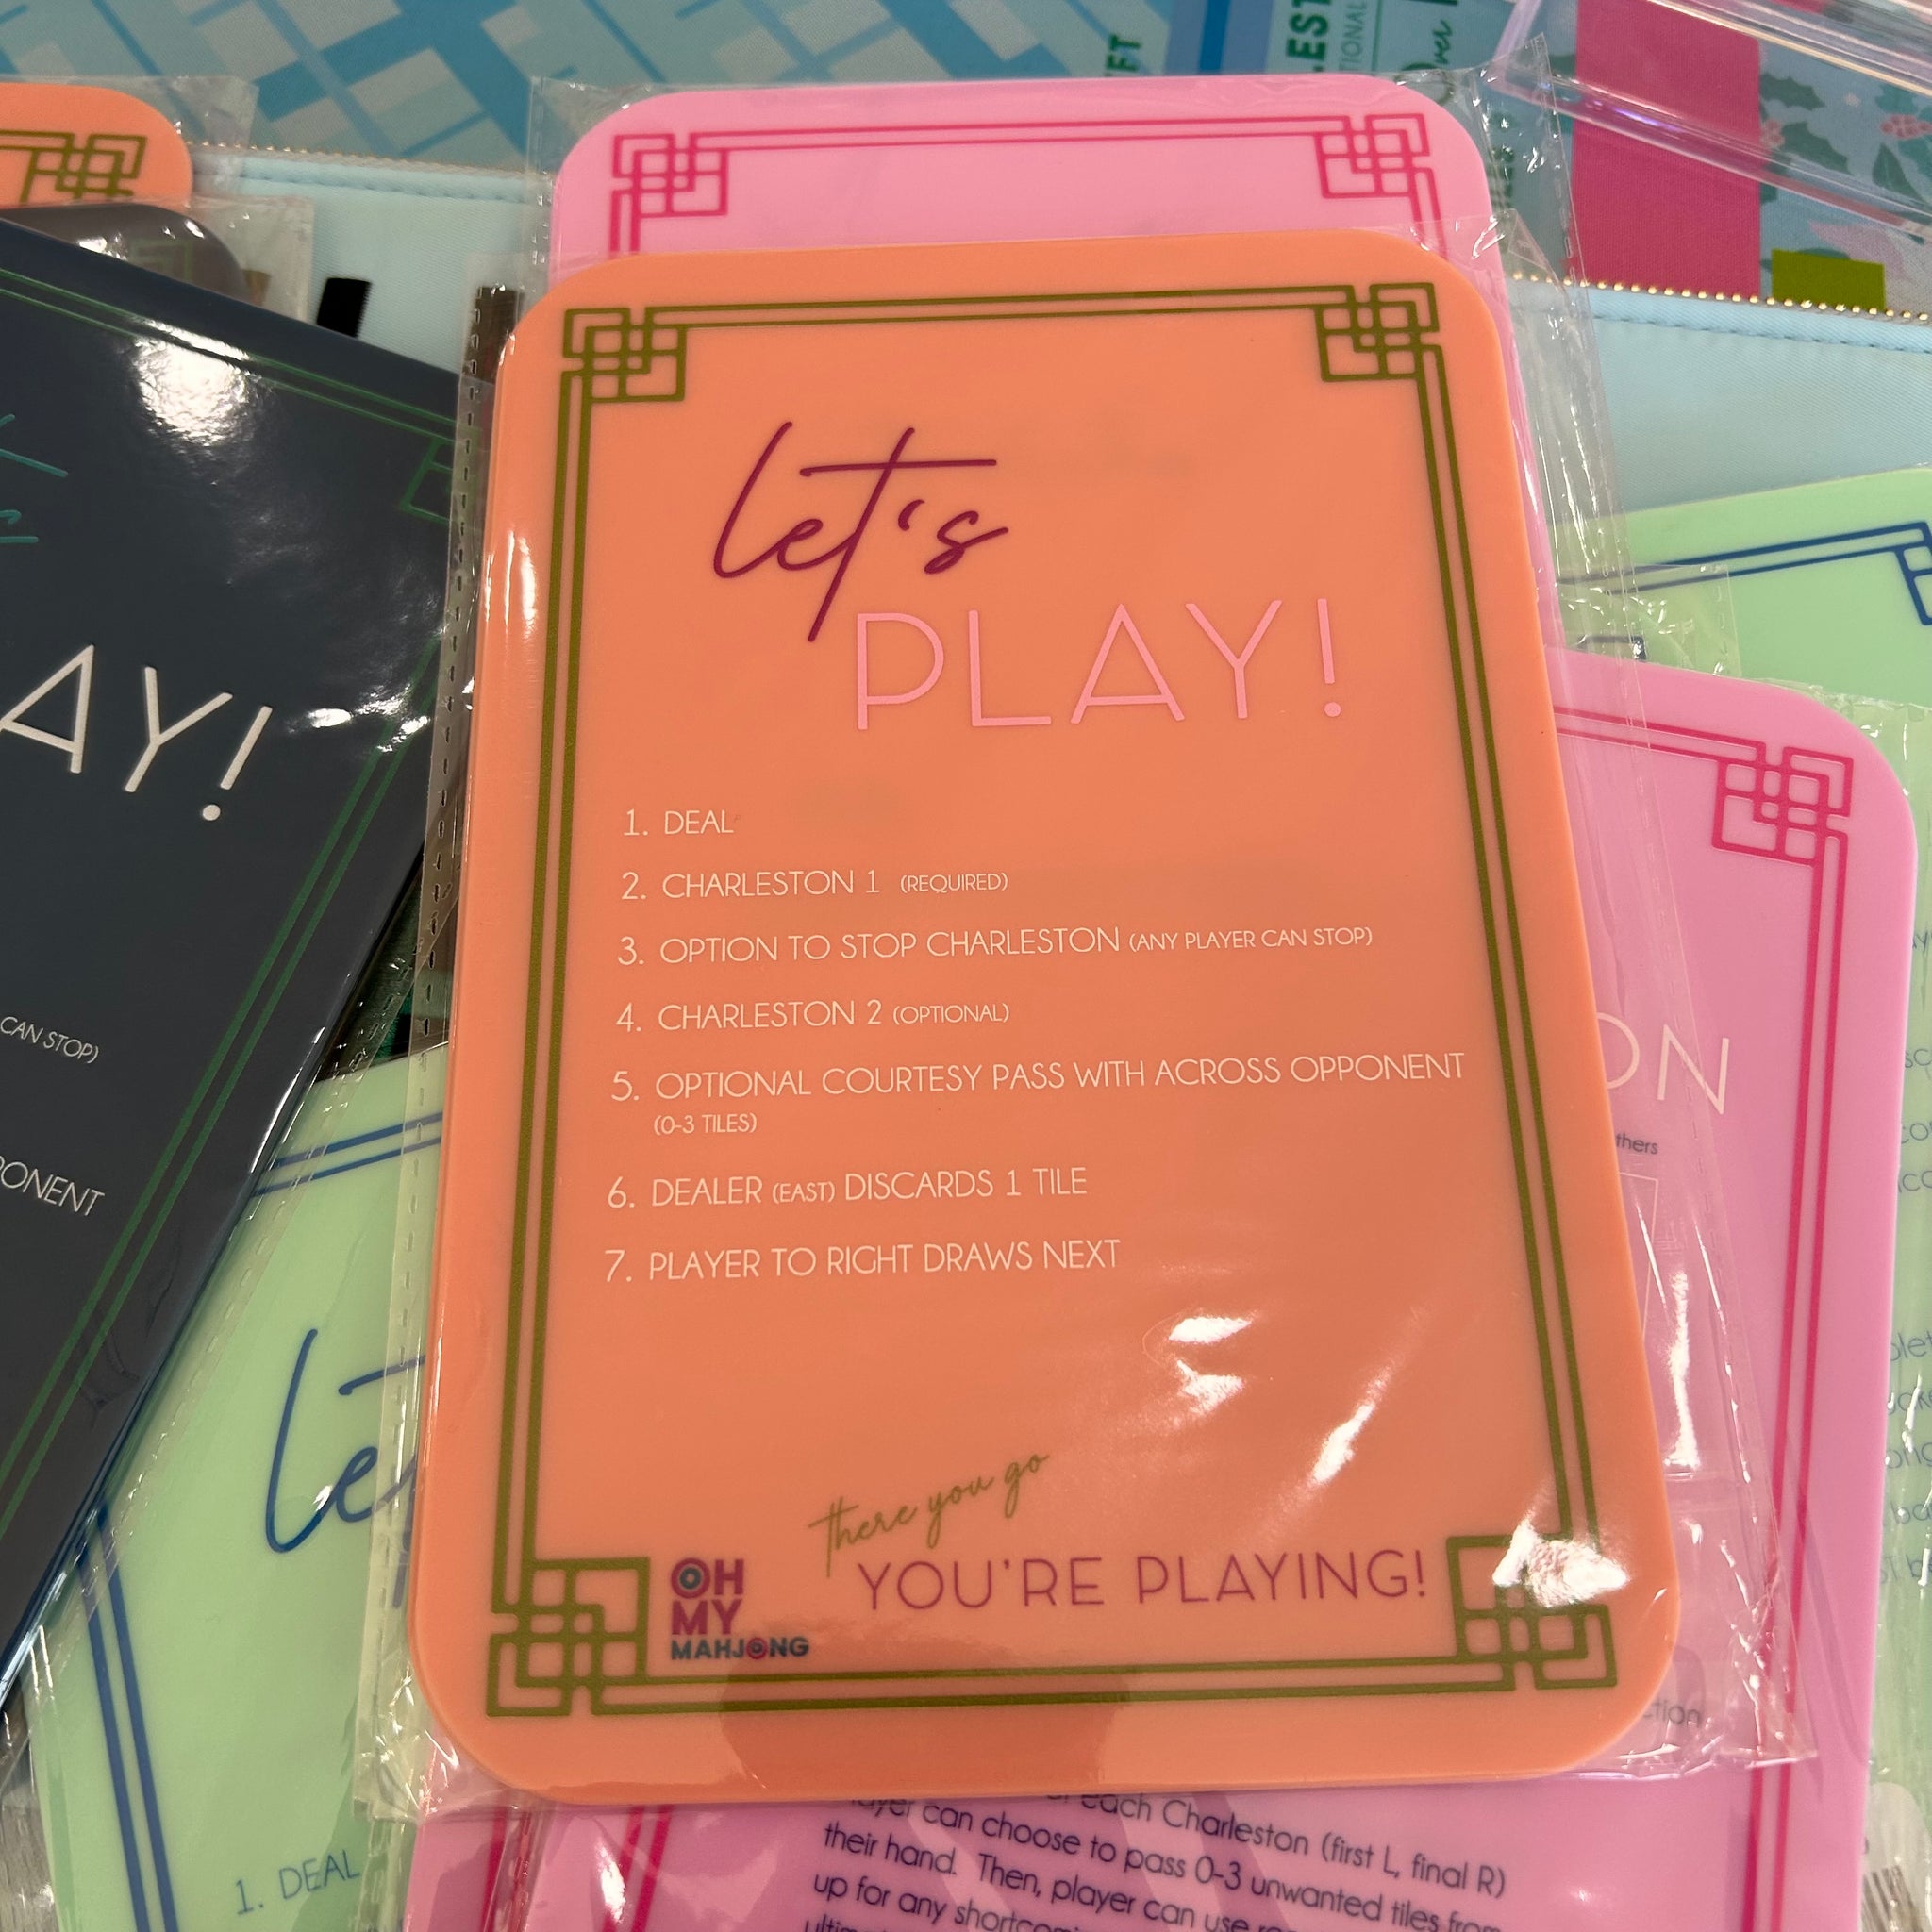 let's
PLAY!
1. DEAL
2. CHARLESTON 1 (REQUIRED)
3. OPTION TO STOP CHARLESTON (ANY PLAYER CAN STOP)
4. CHARLESTON 2 (OPTIONAL)
5. OPTIONAL COURTESY PASS WITH ACROSS OPPONENT
(0-3 TILES)
6. DEALER (EAST) DISCARDS 1 TILE
7. PLAYER TO RIGHT DRAWS NEXT
there you go
YOU'RE PLAYING!
OH
MY
MAHJONG
AY!
CAN STOP)
PONENT
Let
1. DEAL
ON
thers
ction
each Charleston (first L, final R)
can choose to pass 0-3 unwanted tiles from
their hand. Then, player can use
up for any